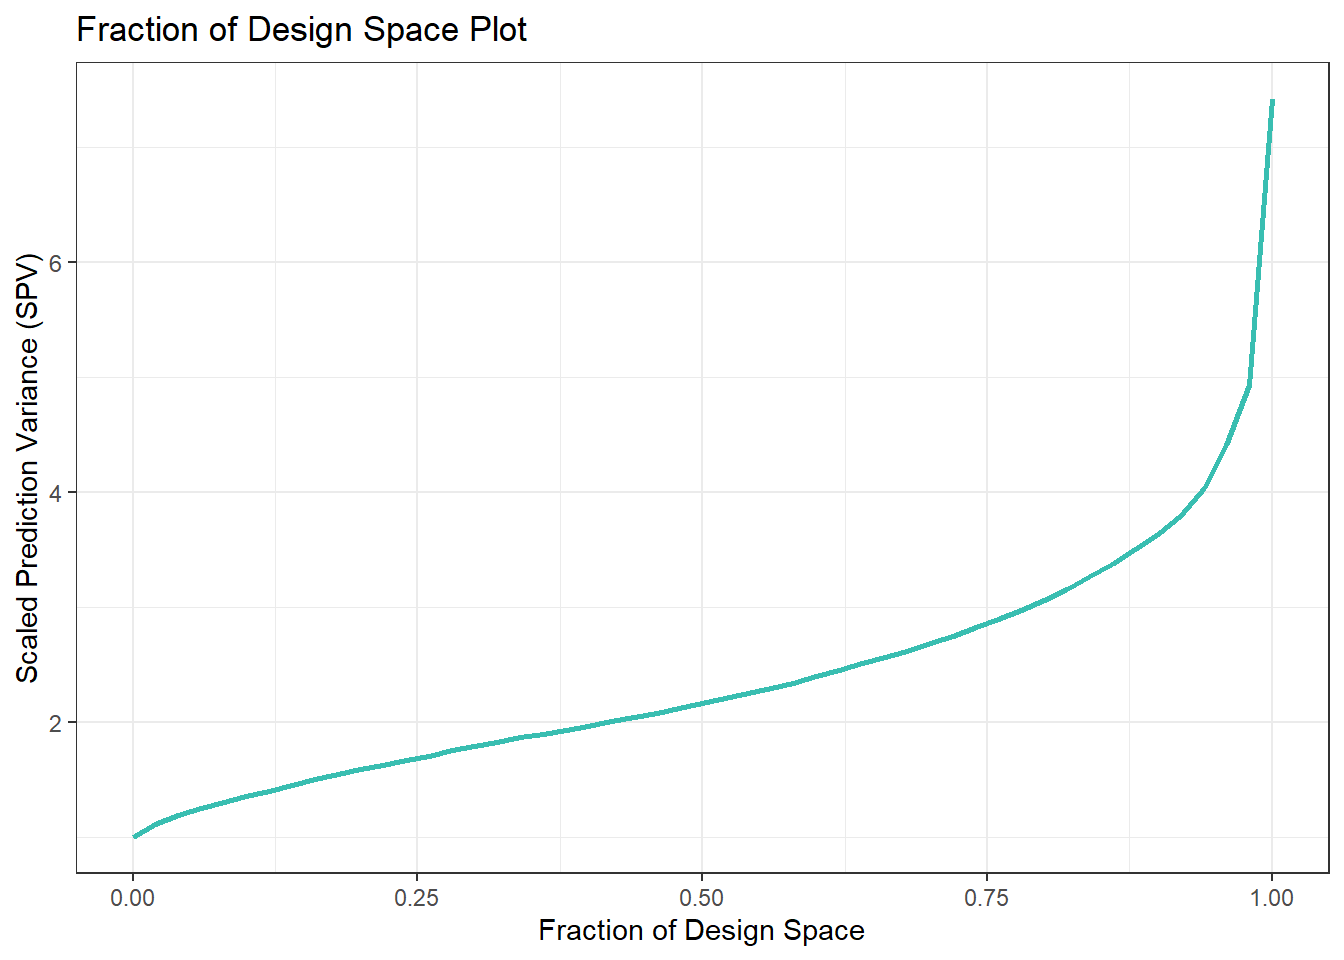 Fraction of Design Space Plot
Scaled Prediction Variance (SPV)
6
4
2
0.00 0.25 0.50 0.75 1.00
Fraction of Design Space